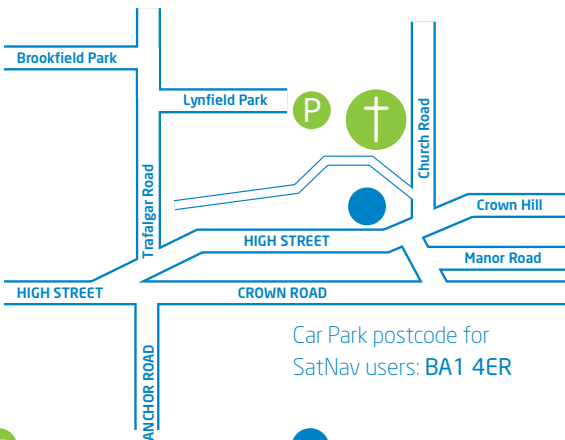 Brookfield Park
Lynfield Park
P
Church Road
Trafalgar Road
Crown Hill
HIGH STREET
Manor Road
HIGH STREET
CROWN ROAD
ANCHOR ROAD
Car Park postcode for
SatNav users: BA1 4ER